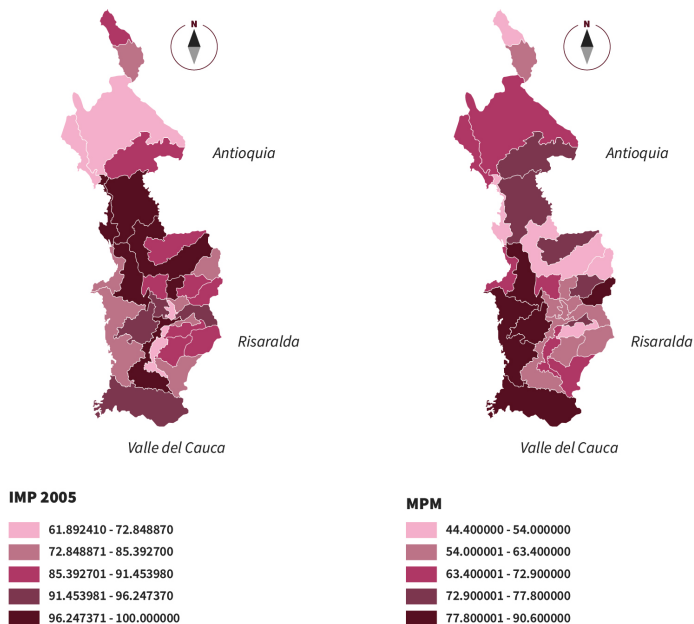 N
N
Antioquia
Antioquia
Risaralda
Risaralda
Valle del Cauca
Valle del Cauca
IMP 2005
61.892410 - 72.848870
72.848871 - 85.392700
85.392701 - 91.453980
91.453981 - 96.247370
96.247371 - 100.000000
MPM
44.400000 - 54.000000
54.000001 - 63.400000
63.400001 - 72.900000
72.900001 - 77.800000
77.800001 - 90.600000